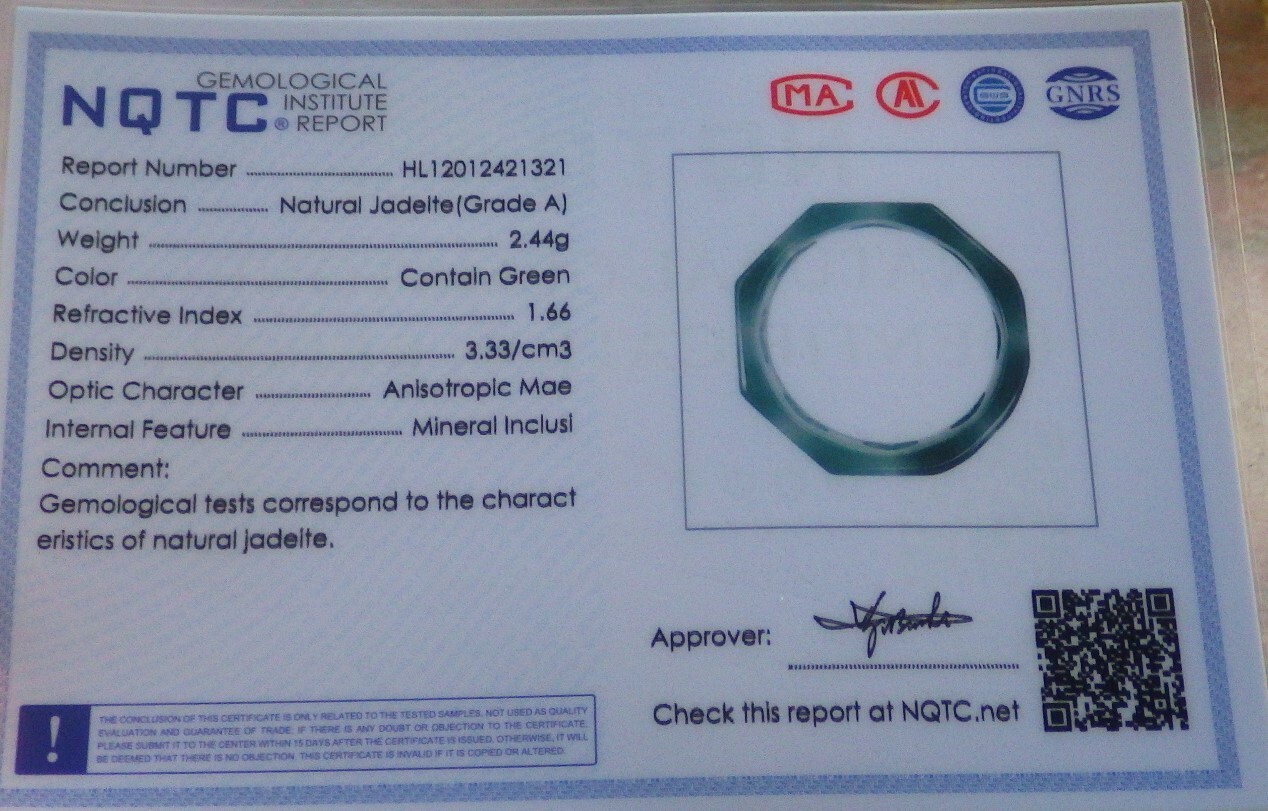 GEMOLOGICAL
NQTC® INSTITUTE
REPORT
Report Number HL12012421321
Conclusion Natural Jadeite(Grade A)
Weight 2.44g
Color Contain Green
Refractive Index 1.66
Density 3.33/cm3
Optic Character Anisotropic Mae
Internal Feature Mineral Inclusi
Comment:
Gemological tests correspond to the charact
eristics of natural jadeite.
MA
AL
GNRS
Approver:
Check this report at NQTC.net
!
THE CONCLUSION OF THIS CERTIFICATE IS ONLY RELATED TO THE TESTED SAMPLES, NOT USED AS QUALITY
EVALUATION AND GUARANTEE OF TRADE. IF THERE IS ANY DOUBT OR OBJECTION TO THE CERTIFICATE,
PLEASE SUBMIT IT TO THE CENTER WITHIN 15 DAYS AFTER THE CERTIFICATE IS ISSUED. OTHERWISE, IT WILL
BE DEEMED THAT THERE IS NO OBJECTION. THIS CERTIFICATE IS INVALID IF IT IS COPIED OR ALTERED.